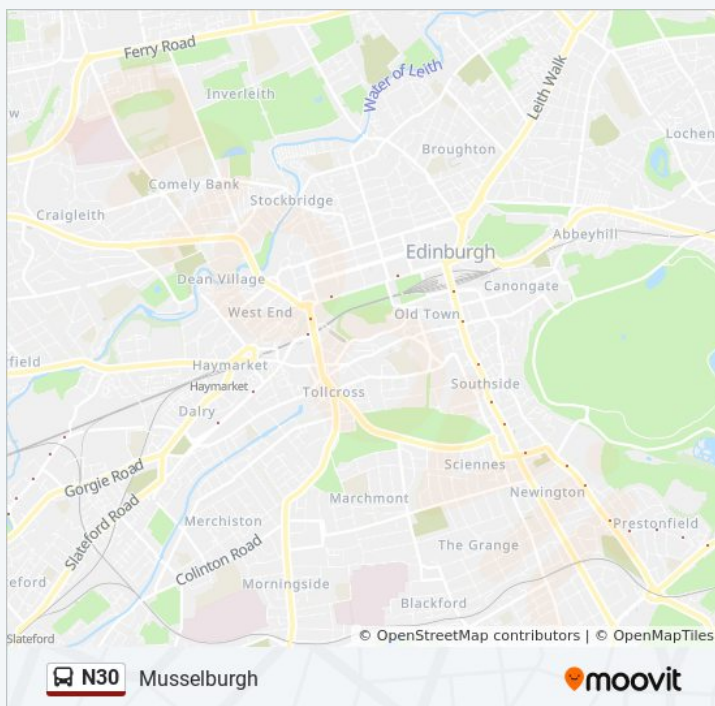 Ferry Road
Inverleith
Water of Leith
Leith Walk
Broughton
Lochen
Comely Bank
Stockbridge
Craigleith
Abbeyhill
Edinburgh
Dean Village
Canongate
West End
Old Town
field
Haymarket
Haymarket
Southside
Tollcross
Dalry
Gorgie Road
Sciennes
Newington
Marchmont
Slateford Road
Merchiston
Prestonfield
The Grange
Colinton Road
eford
Morningside
Blackford
Slateford
© OpenStreetMap contributors | © OpenMapTiles
N30 Musselburgh
moovit